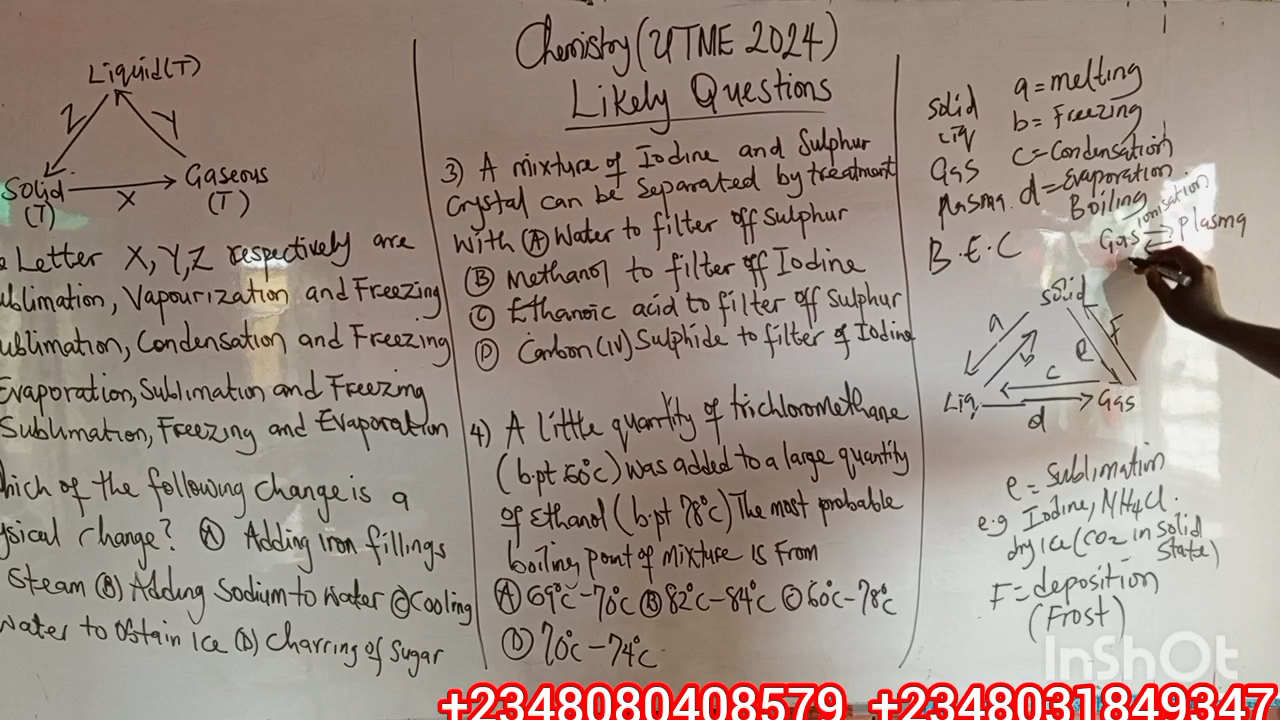 Chemistry (UTME 2024)
Likely Questions
Liquid (T)
Z
Y
Solid
(T)
X
Gaseous
(T)
Letter X, Y, Z respectively are
ublimation, Vapourization and Freezing
ublimation, Condensation and Freezing
Evaporation, Sublimation and Freezing
Sublimation, Freezing and Evaporation
hich of the following change is a
ysical change? (A) Adding iron fillings
Steam (B) Adding Sodium to Water (C) Cooling
Water to Obtain Ice (D) Charring of Sugar
3) A mixture of Iodine and Sulphur
Crystal can be separated by treatment
with (A) Water to filter off Sulphur
(B) Methanol to filter off Iodine
(C) Ethanoic acid to filter off Sulphur
(D) Carbon (IV) Sulphide to filter of Iodine
4) A little quantity of trichloromethane
(b.pt 60°C) was added to a large quantity
of Ethanol (b.pt 78°C) The most probable
boiling point of mixture is From
(A) 69°C-70°C (B) 82°C-84°C (C) 60°C-78°C
(D) 70°C-74°C
Solid
Liq
Gas
Plasma.
B.E.C
a = melting
b = Freezing
c = Condensation
d = Evaporation.
Boiling
ionisation
Gas
Plasma
Solid
a
b
e
F
c
Liq
Gas
d
e = Sublimation
e.g Iodine, NH4Cl.
dry ice (CO2 in Solid
State)
F = deposition
(Frost)
InShOt
+2348080408579 +2348031849347